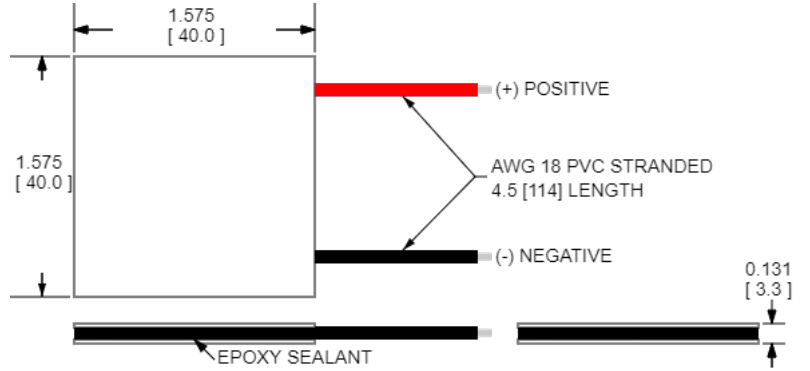 1.575
[ 40.0 ]
(+) POSITIVE
1.575
[ 40.0 ]
AWG 18 PVC STRANDED
4.5 [114] LENGTH
(-) NEGATIVE
0.131
[ 3.3 ]
EPOXY SEALANT